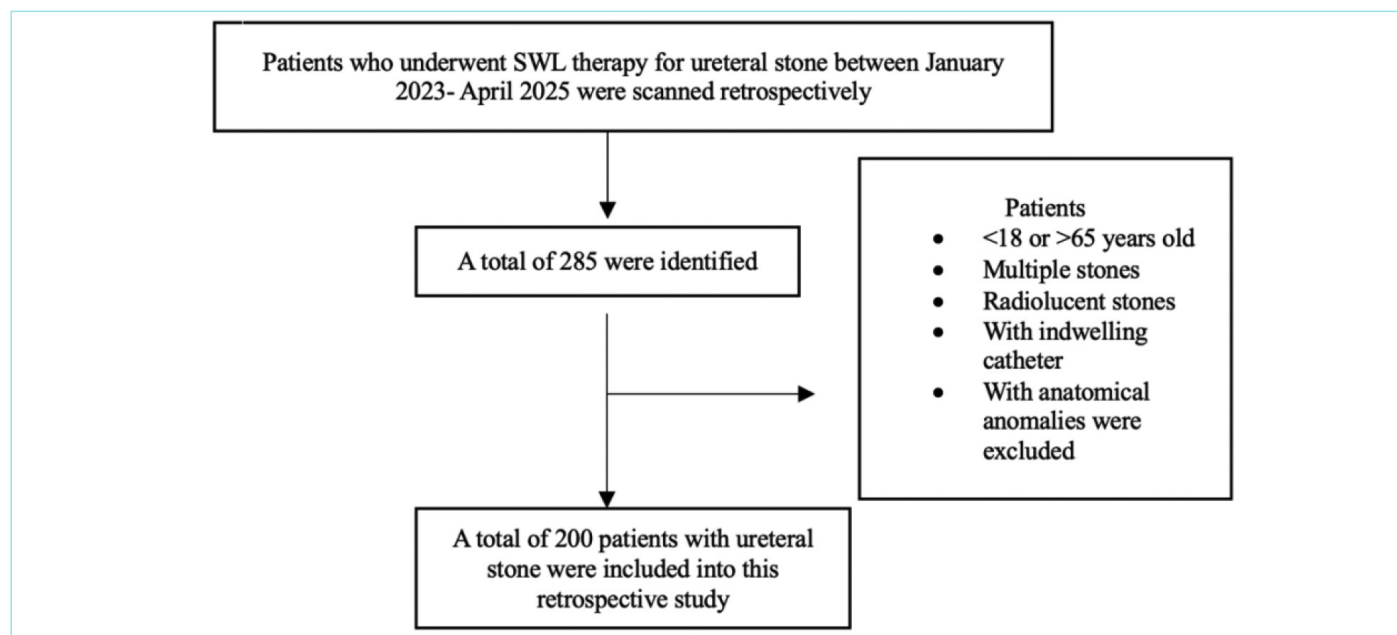 Patients who underwent SWL therapy for ureteral stone between January
2023- April 2025 were scanned retrospectively
A total of 285 were identified
Patients
• <18 or >65 years old
• Multiple stones
• Radiolucent stones
• With indwelling
catheter
• With anatomical
anomalies were
excluded
A total of 200 patients with ureteral
stone were included into this
retrospective study